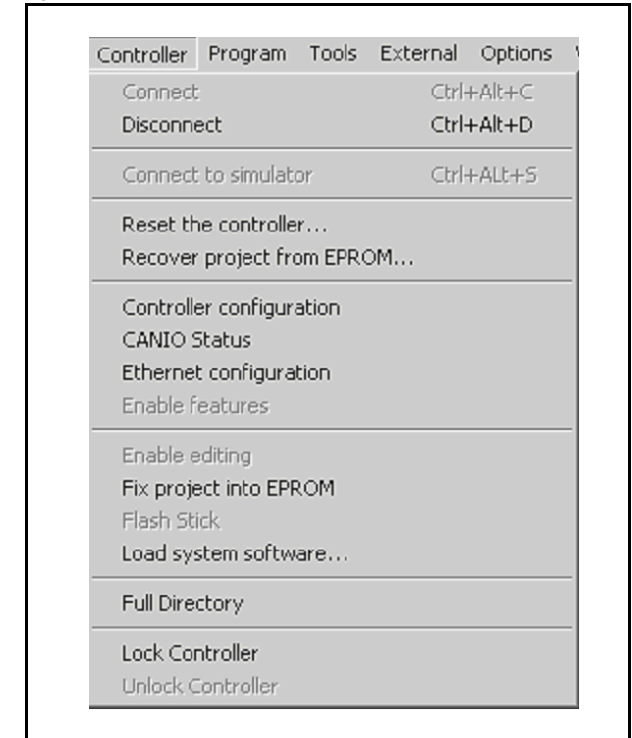 Controller Program Tools External Options
Connect Ctrl+Alt+C
Disconnect Ctrl+Alt+D
Connect to simulator Ctrl+ALt+S
Reset the controller...
Recover project from EPROM...
Controller configuration
CANIO Status
Ethernet configuration
Enable features
Enable editing
Fix project into EPROM
Flash Stick
Load system software...
Full Directory
Lock Controller
Unlock Controller